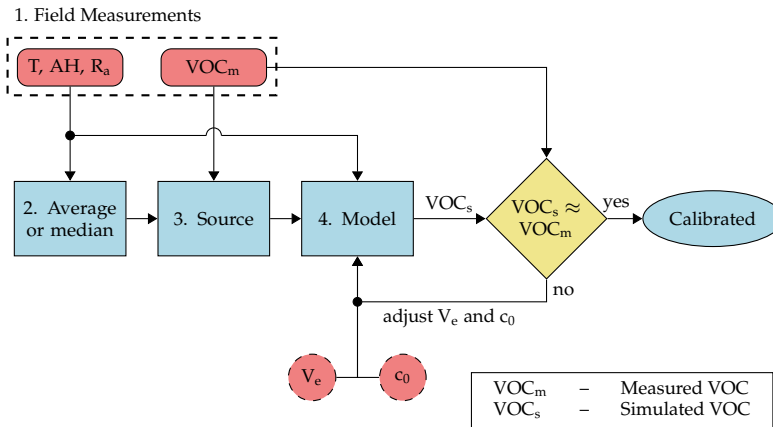 1. Field Measurements
T, AH, Rₐ
VOCₘ
2. Average
or median
3. Source
4. Model
VOCₛ
VOCₛ ≈
VOCₘ
yes
Calibrated
no
adjust Vₑ and c₀
Vₑ
c₀
VOCₘ – Measured VOC
VOCₛ – Simulated VOC